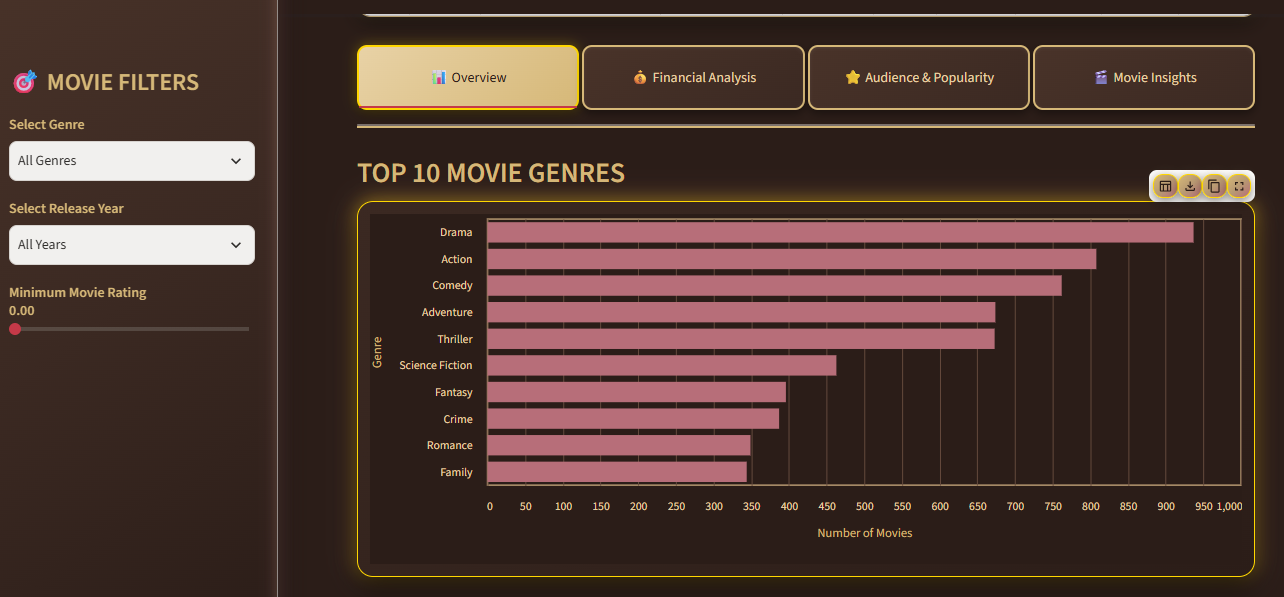 MOVIE FILTERS
Select Genre
All Genres
Select Release Year
All Years
Minimum Movie Rating
0.00
Overview
Financial Analysis
Audience & Popularity
Movie Insights
TOP 10 MOVIE GENRES
Genre
Drama
Action
Comedy
Adventure
Thriller
Science Fiction
Fantasy
Crime
Romance
Family
0 50 100 150 200 250 300 350 400 450 500 550 600 650 700 750 800 850 900 950 1,000
Number of Movies